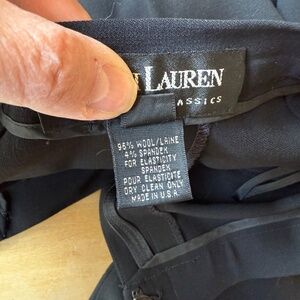 LAUREN
ASSICS
96% WOOL/LAINE
4% SPANDEX
FOR ELASTICITY
SPANDEX
POUR ELASTICITE
DRY CLEAN ONLY
MADE IN U.S.A.